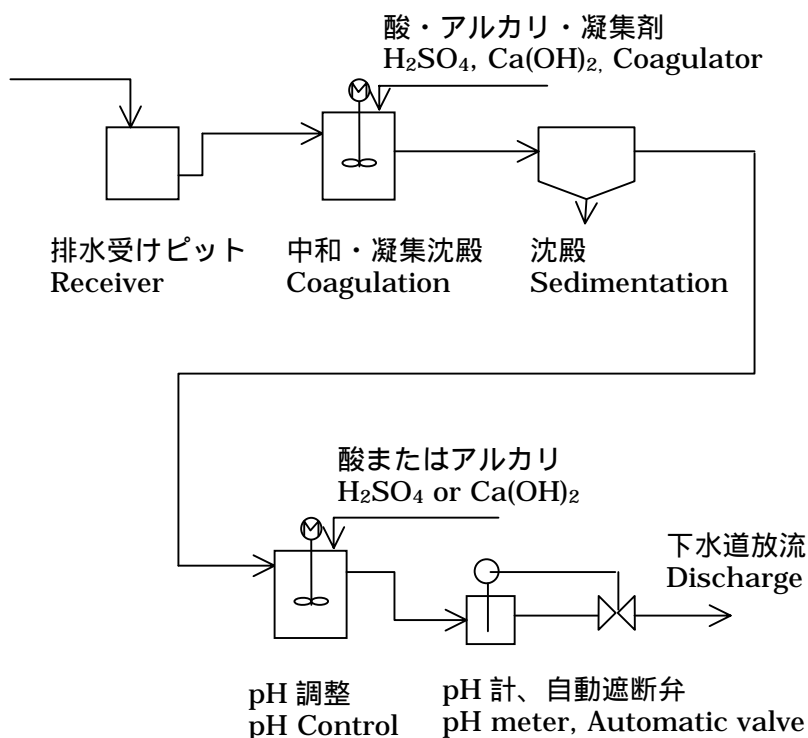 酸・アルカリ・凝集剤
H₂SO₄, Ca(OH)₂, Coagulator
M
排水受けピット
Receiver
中和・凝集沈殿
Coagulation
沈殿
Sedimentation
酸またはアルカリ
H₂SO₄ or Ca(OH)₂
M
下水道放流
Discharge
pH 調整
pH Control
pH 計、自動遮断弁
pH meter, Automatic valve